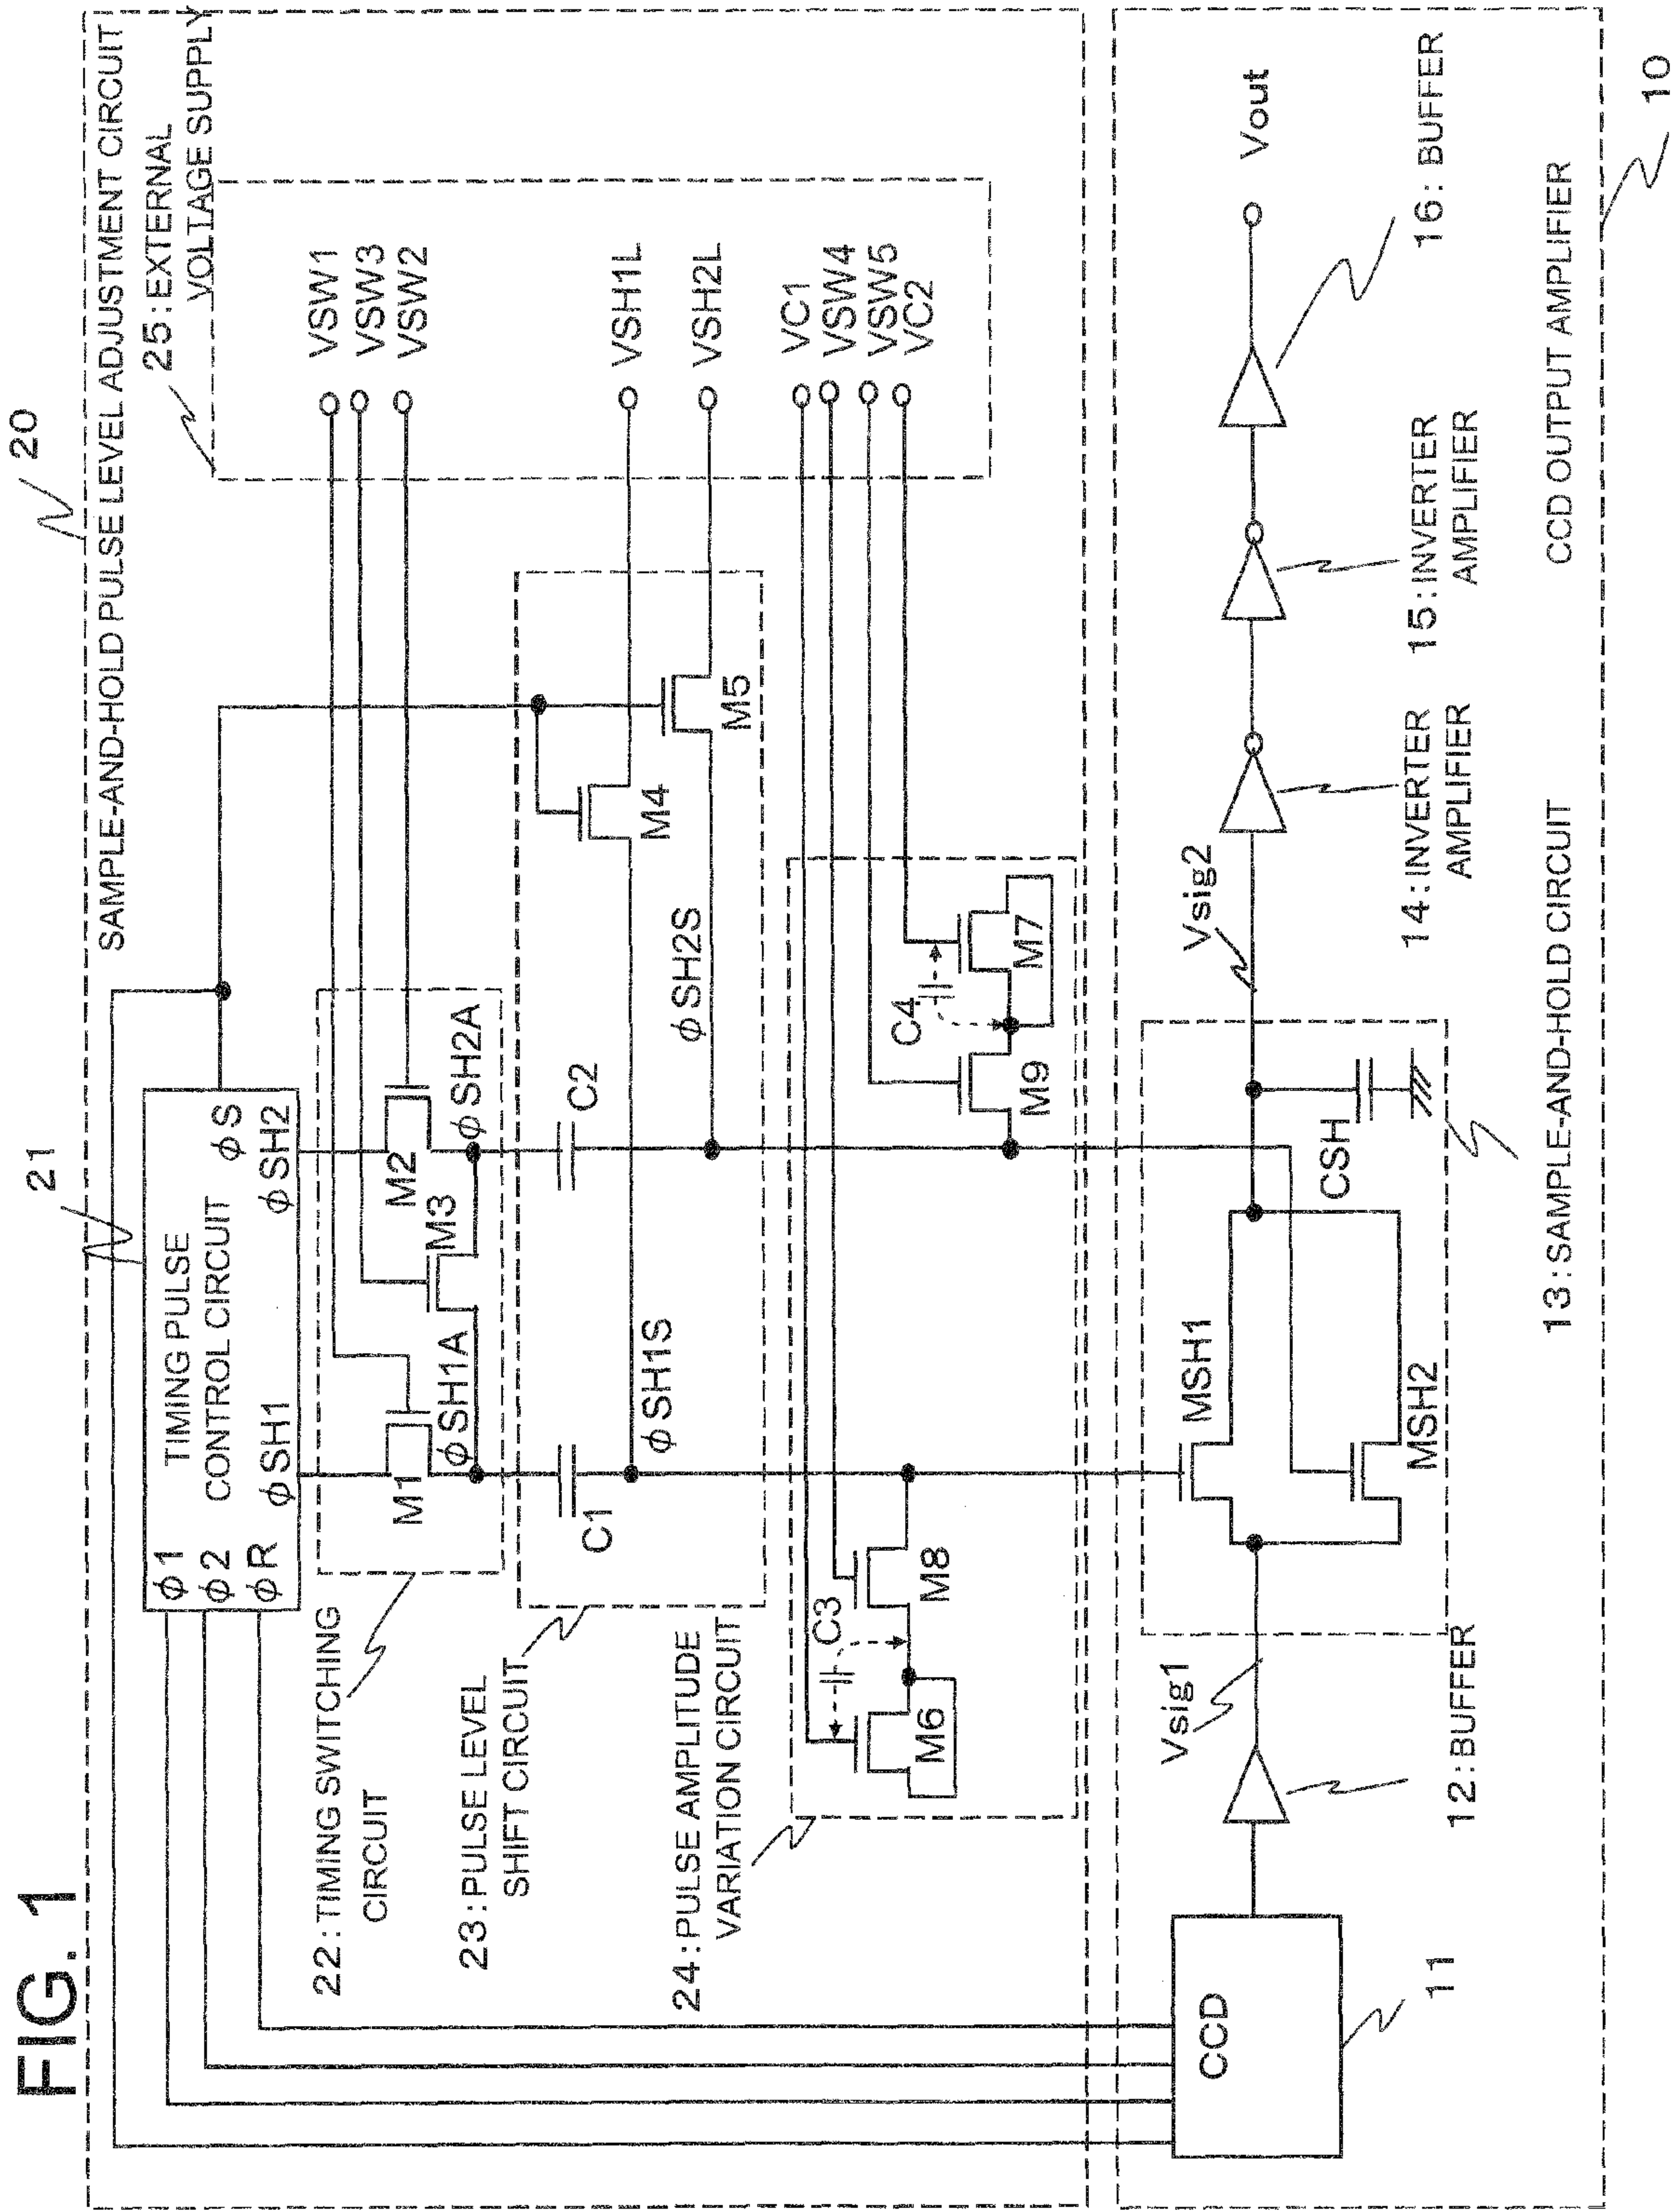 FIG. 1
20
SAMPLE-AND-HOLD PULSE LEVEL ADJUSTMENT CIRCUIT
21
TIMING PULSE
CONTROL CIRCUIT
φ1
φ2
φR
φSH1
φSH2
φS
25:EXTERNAL
VOLTAGE SUPPLY
VSW1
VSW3
VSW2
VSH1L
VSH2L
VC1
VSW4
VSW5
VC2
22:TIMING SWITCHING
CIRCUIT
M1
M2
M3
φSH1A
φSH2A
23:PULSE LEVEL
SHIFT CIRCUIT
C1
C2
M4
M5
φSH1S
φSH2S
24:PULSE AMPLITUDE
VARIATION CIRCUIT
C3
M6
M8
C4
M9
M7
CCD
11
12:BUFFER
Vsig1
MSH1
MSH2
CSH
13:SAMPLE-AND-HOLD CIRCUIT
Vsig2
14:INVERTER
AMPLIFIER
15:INVERTER
AMPLIFIER
16:BUFFER
Vout
CCD OUTPUT AMPLIFIER
10